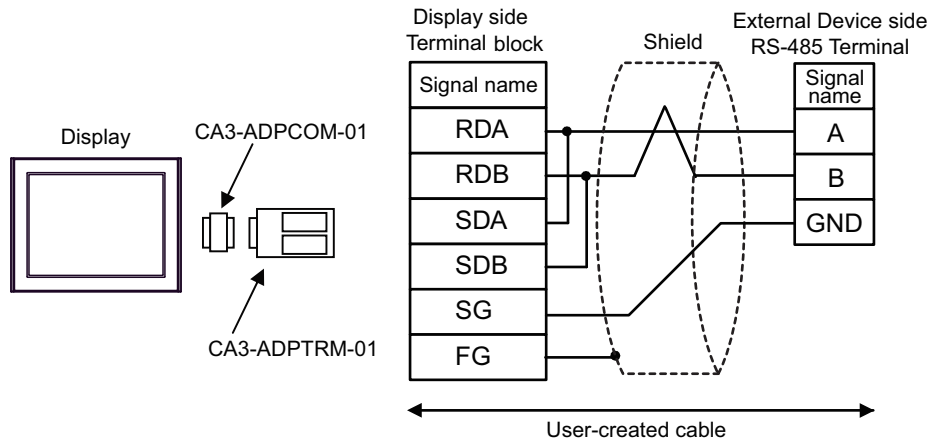 Display side
Terminal block
Shield
External Device side
RS-485 Terminal
Signal name
Signal
name
Display
CA3-ADPCOM-01
RDA
A
RDB
B
SDA
GND
SDB
SG
CA3-ADPTRM-01
FG
User-created cable